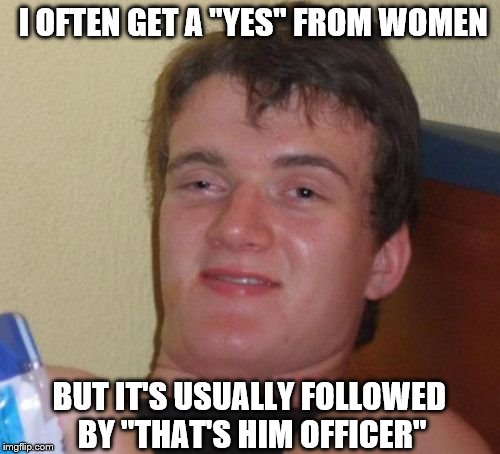 I OFTEN GET A "YES" FROM WOMEN
BUT IT'S USUALLY FOLLOWED
BY "THAT'S HIM OFFICER"
imgflip.com